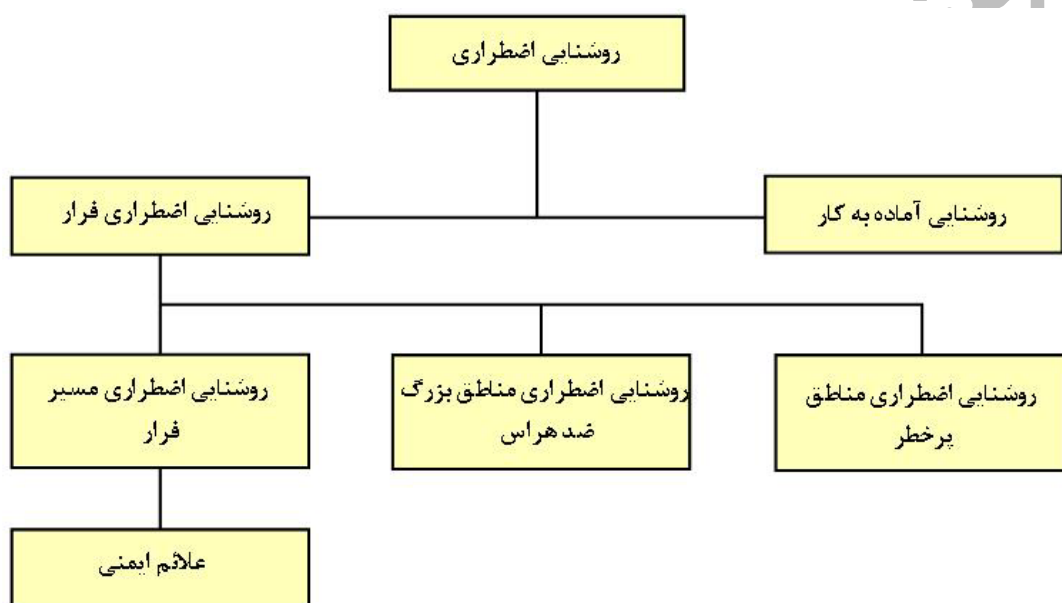 روشنایی اضطراری
روشنایی آماده به کار
روشنایی اضطراری فرار
روشنایی اضطراری مناطق
پرخطر
روشنایی اضطراری مناطق بزرگ
ضد هراس
روشنایی اضطراری مسیر
فرار
علائم ایمنی